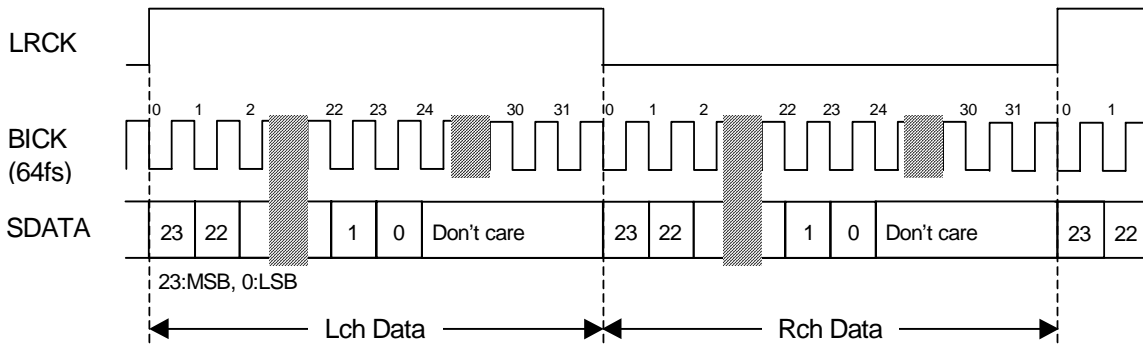 LRCK
0 1 2 22 23 24 30 31 0 1 2 22 23 24 30 31 0 1
BICK
(64fs)
SDATA 23 22 1 0 Don't care 23 22 1 0 Don't care 23 22
23:MSB, 0:LSB
Lch Data Rch Data